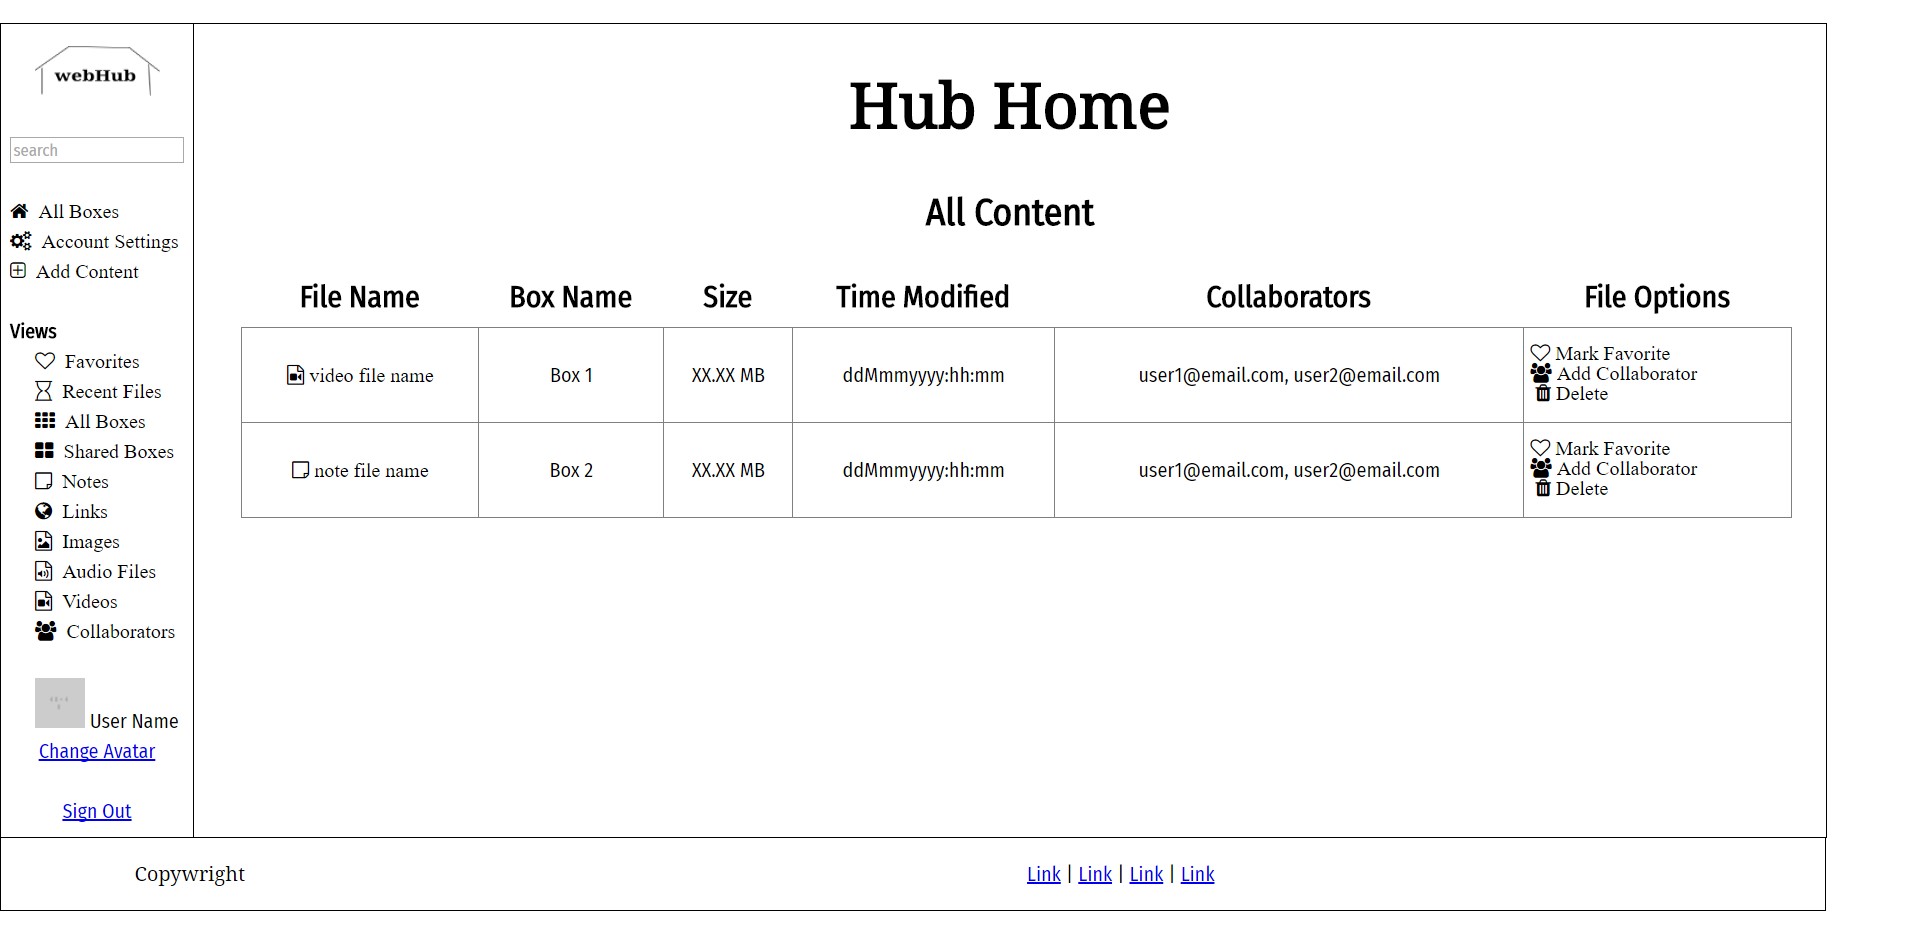 webHub
search
All Boxes
Account Settings
Add Content
Views
Favorites
Recent Files
All Boxes
Shared Boxes
Notes
Links
Images
Audio Files
Videos
Collaborators
User Name
Change Avatar
Sign Out
Hub Home
All Content
File Name Box Name Size Time Modified Collaborators File Options
video file name Box 1 XX.XX MB ddMmmyyyy:hh:mm user1@email.com, user2@email.com Mark Favorite
Add Collaborator
Delete
note file name Box 2 XX.XX MB ddMmmyyyy:hh:mm user1@email.com, user2@email.com Mark Favorite
Add Collaborator
Delete
Copywright Link | Link | Link | Link